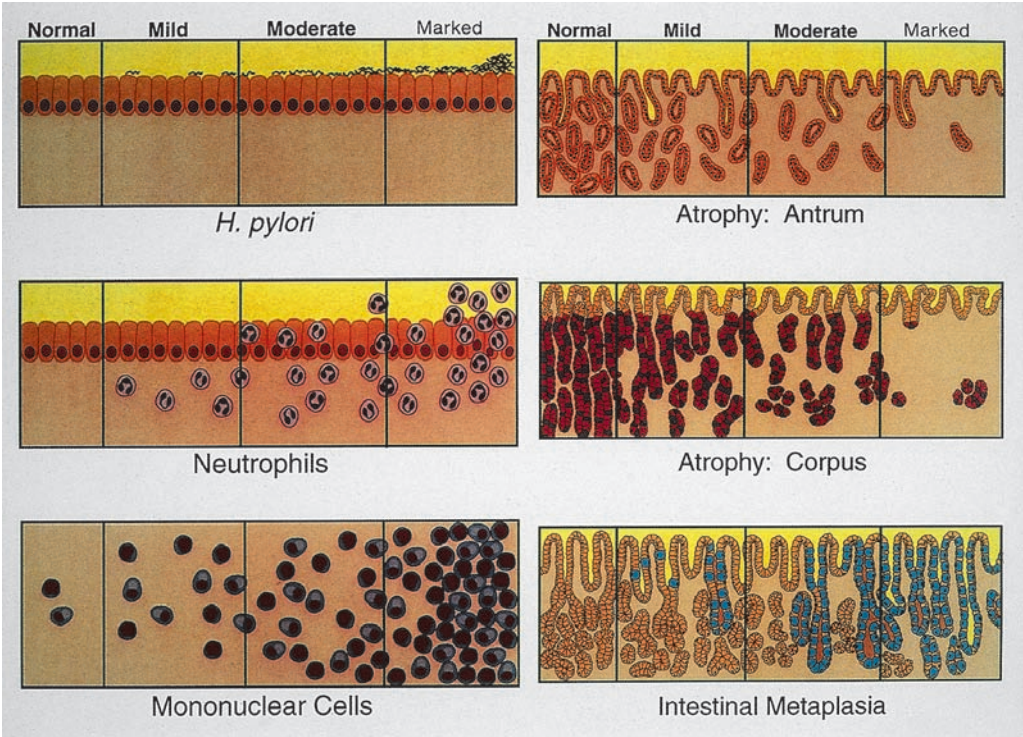 Normal Mild Moderate Marked
H. pylori
Normal Mild Moderate Marked
Atrophy: Antrum
Neutrophils
Atrophy: Corpus
Mononuclear Cells
Intestinal Metaplasia